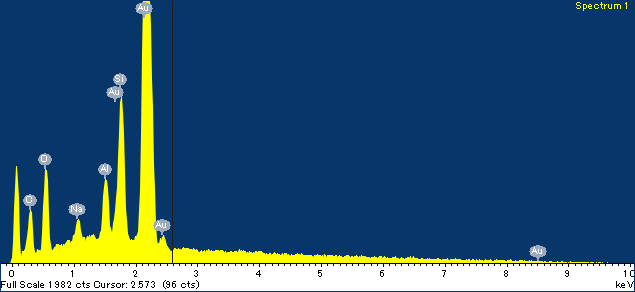 Spectrum 1
Au
Si
Au
O
Al
C
Na
Au
Au
0 1 2 3 4 5 6 7 8 9 10
Full Scale 1982 cts Cursor: 2.573 (96 cts) keV